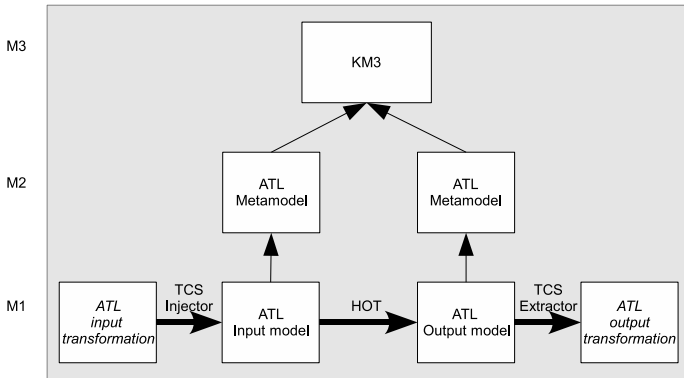 M3
KM3
M2
ATL
Metamodel
ATL
Metamodel
M1
ATL
input
transformation
TCS
Injector
ATL
Input model
HOT
ATL
Output model
TCS
Extractor
ATL
output
transformation